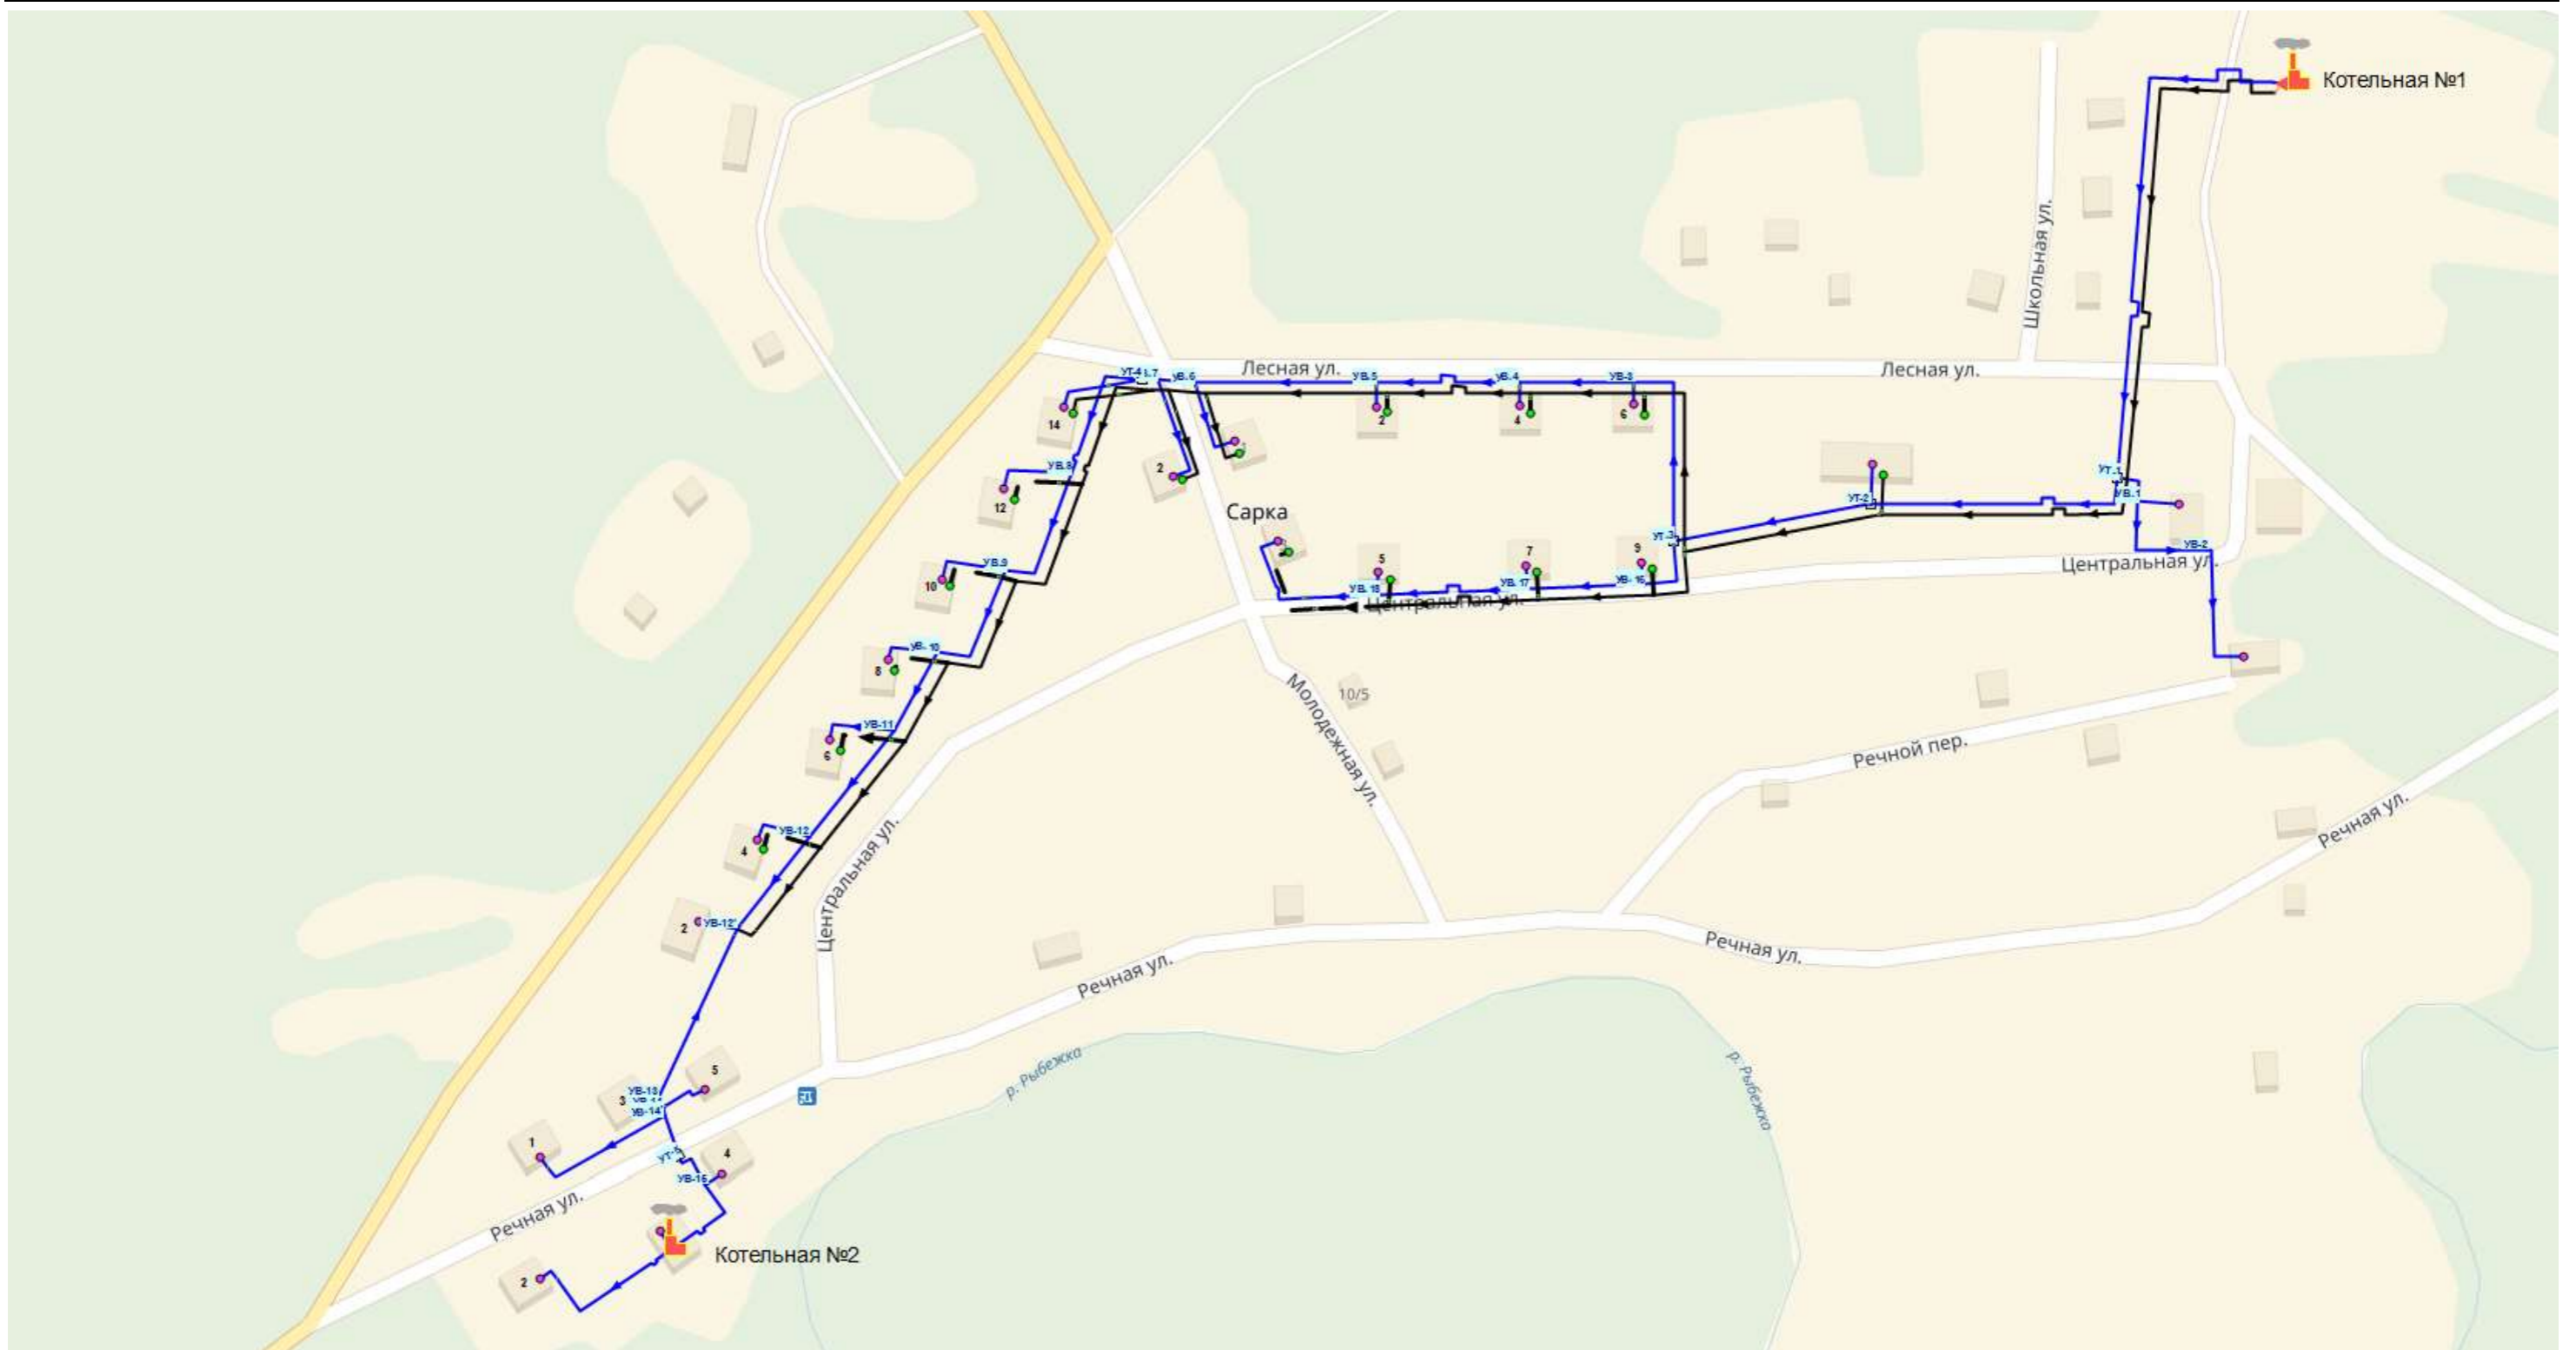 Котельная №1
Школьная ул.
Лесная ул.
Лесная ул.
УТ-4
УВ.6
УВ.5
УВ.4
УВ-3
14
2
4
6
2
УВ.8
12
УТ-1
УВ.1
УТ-2
Сарка
УТ-3
УВ-2
5
7
9
Центральная ул.
УВ.9
10
УВ.18
УВ.17
УВ-16
Центральная ул.
УВ-10
8
10/5
Молодежная ул.
УВ-11
6
Речной пер.
Речная ул.
УВ-12
4
Центральная ул.
2
УВ-12'
Речная ул.
Речная ул.
р. Рыбежка
р. Рыбежка
5
УВ-13
3
УВ-14'
1
УТ-5
4
УВ-15
Речная ул.
Котельная №2
2